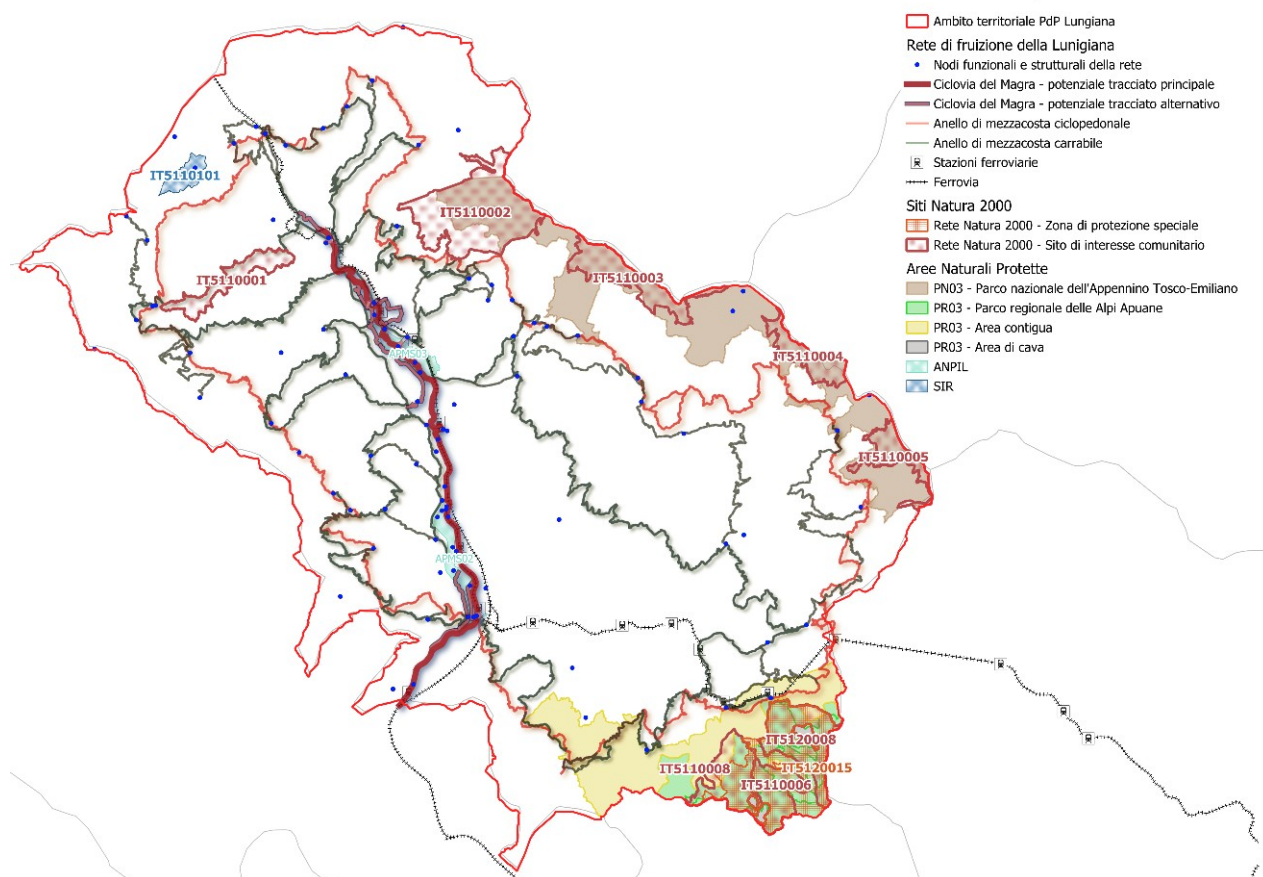 Ambito territoriale PdP Lungiana
Rete di fruizione della Lunigiana
Nodi funzionali e strutturali della rete
Ciclovia del Magra - potenziale tracciato principale
Ciclovia del Magra - potenziale tracciato alternativo
Anello di mezzacosta ciclopedonale
Anello di mezzacosta carrabile
Stazioni ferroviarie
Ferrovia
Siti Natura 2000
Rete Natura 2000 - Zona di protezione speciale
Rete Natura 2000 - Sito di interesse comunitario
Aree Naturali Protette
PN03 - Parco nazionale dell'Appennino Tosco-Emiliano
PR03 - Parco regionale delle Alpi Apuane
PR03 - Area contigua
PR03 - Area di cava
ANPIL
SIR
IT5110101
IT5110002
IT5110001
IT5110003
APMS03
IT5110004
IT5110005
APMS02
IT5120008
IT5110008
IT5120015
IT5110006